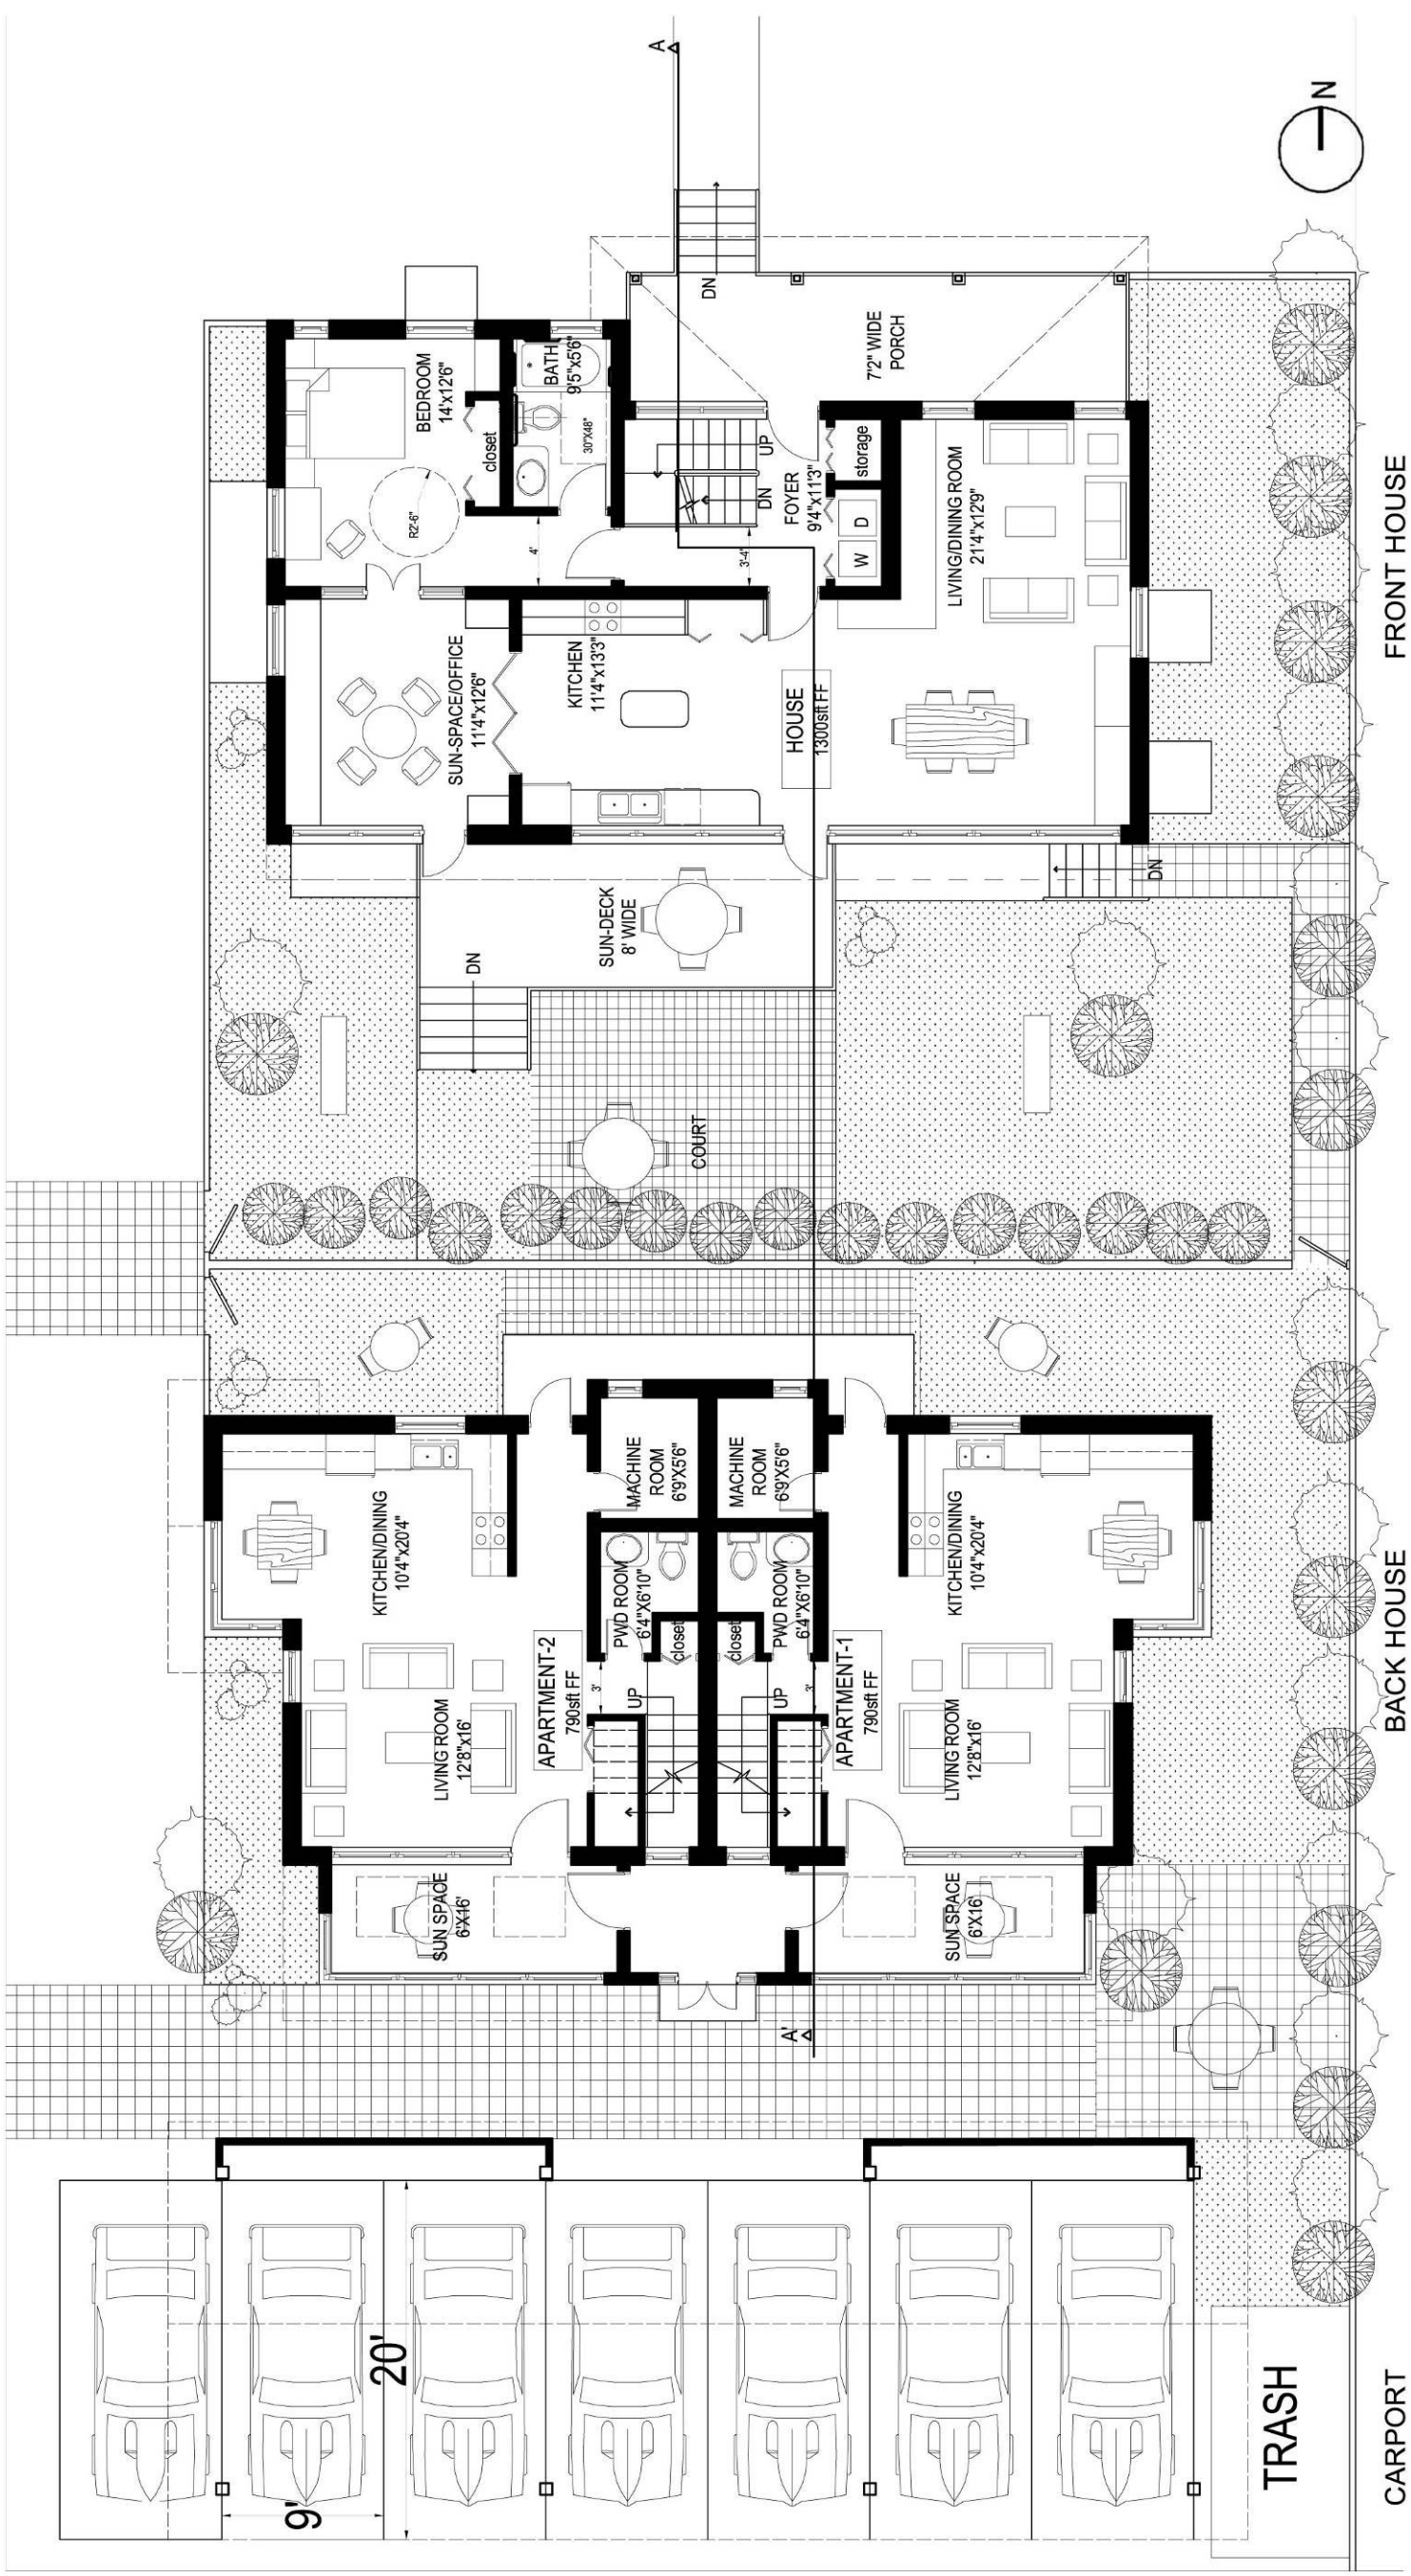 A
N
DN
7'2" WIDE
PORCH
BEDROOM
14'x12'6"
closet
BATH
9'5"x5'6"
30"X48"
R2'-6"
4'
UP
DN
FOYER
9'4"x11'3"
3'-4"
storage
W
D
LIVING/DINING ROOM
21'4"x12'9"
SUN-SPACE/OFFICE
11'4"x12'6"
KITCHEN
11'4"x13'3"
HOUSE
1300sft FF
FRONT HOUSE
SUN-DECK
8' WIDE
DN
DN
COURT
MACHINE
ROOM
6'9'X5'6"
MACHINE
ROOM
6'9'X5'6"
KITCHEN/DINING
10'4"x20'4"
PWD ROOM
6'4"X6'10"
closet
closet
PWD ROOM
6'4"X6'10"
KITCHEN/DINING
10'4"x20'4"
APARTMENT-2
790sft FF
3'
UP
UP
3'
APARTMENT-1
790sft FF
LIVING ROOM
12'8"x16'
LIVING ROOM
12'8"x16'
BACK HOUSE
SUN SPACE
6'X16'
SUN SPACE
6'X16'
A'
20'
9'
TRASH
CARPORT